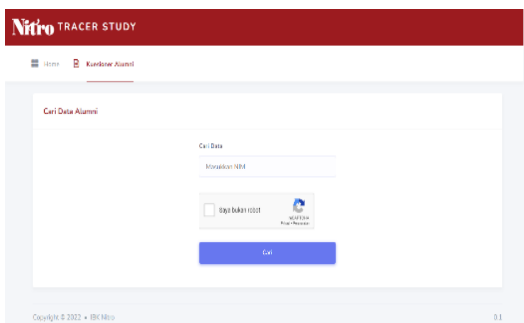 Nitro TRACER STUDY
Home Kuesioner Alumni
Cari Data Alumni
Cari Data
Masukkan NIM
Saya bukan robot
reCAPTCHA
Cari
Copyright © 2022 • IBK Nitro 0.1